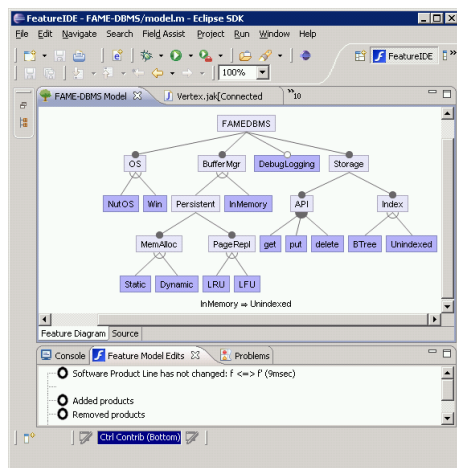 FeatureIDE - FAME-DBMS/model.m - Eclipse SDK
File Edit Navigate Search Field Assist Project Run Window Help
FeatureIDE
100%
FAME-DBMS Model Vertex.jak[Connected »10
FAMEDBMS
OS BufferMgr DebugLogging Storage
NutOS Win Persistent InMemory API Index
MemAlloc PageRepl get put delete BTree Unindexed
Static Dynamic LRU LFU
InMemory ⇒ Unindexed
Feature Diagram Source
Console Feature Model Edits Problems
Software Product Line has not changed: f <=> f' (9msec)
Added products
Removed products
Ctrl Contrib (Bottom)